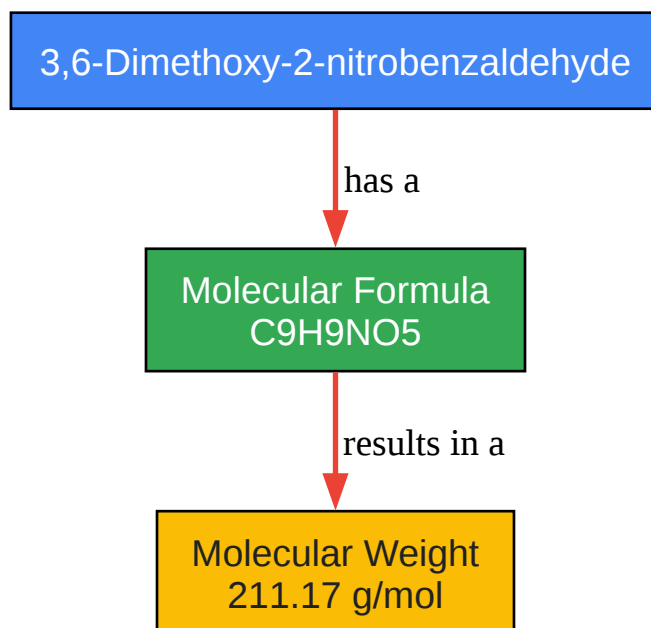 3,6-Dimethoxy-2-nitrobenzaldehyde
has a
Molecular Formula
C9H9NO5
results in a
Molecular Weight
211.17 g/mol